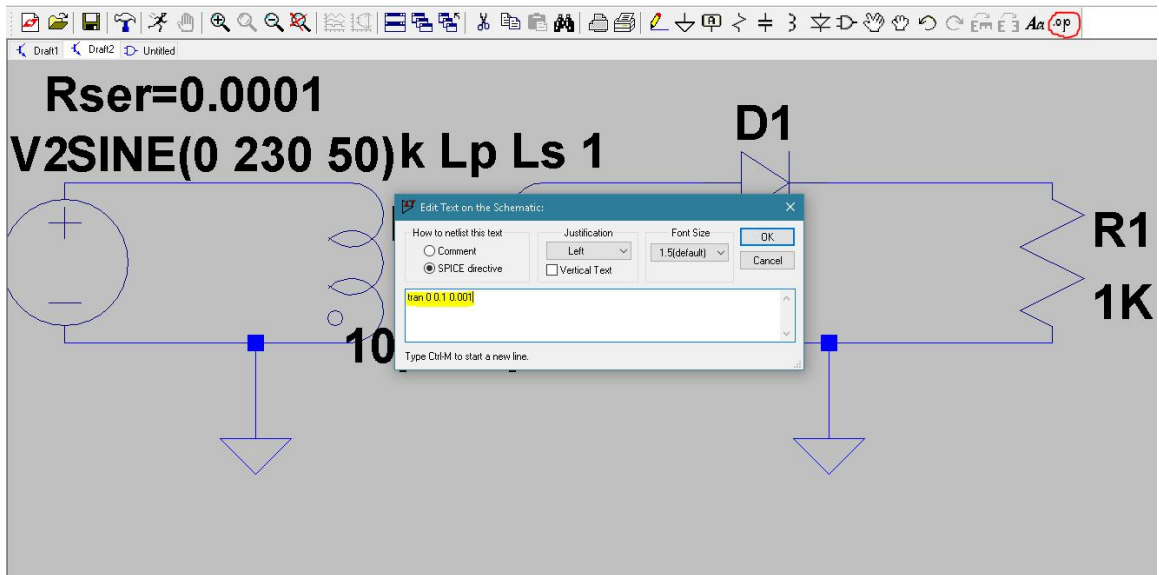 Aa .op
Draft1 Draft2 Untitled
Rser=0.0001
V2SINE(0 230 50)
k Lp Ls 1
D1
Edit Text on the Schematic:
How to netlist this text
Comment
SPICE directive
Justification
Left
Vertical Text
Font Size
1.5(default)
OK
Cancel
tran 0 0.1 0.001
Type Ctrl-M to start a new line.
R1
1K
10